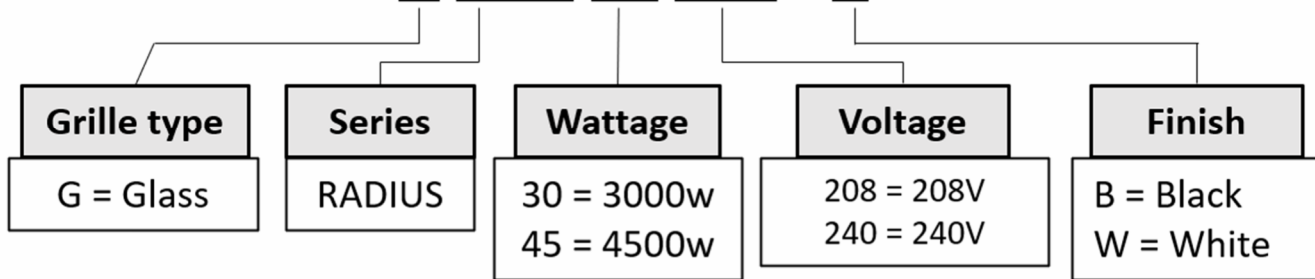 Grille type
G = Glass
Series
RADIUS
Wattage
30 = 3000w
45 = 4500w
Voltage
208 = 208V
240 = 240V
Finish
B = Black
W = White